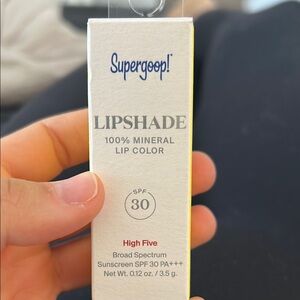 Supergoop!
LIPSHADE
100% MINERAL
LIP COLOR
SPF
30
High Five
Broad Spectrum
Sunscreen SPF 30 PA+++
Net Wt. 0.12 oz. / 3.5 g.